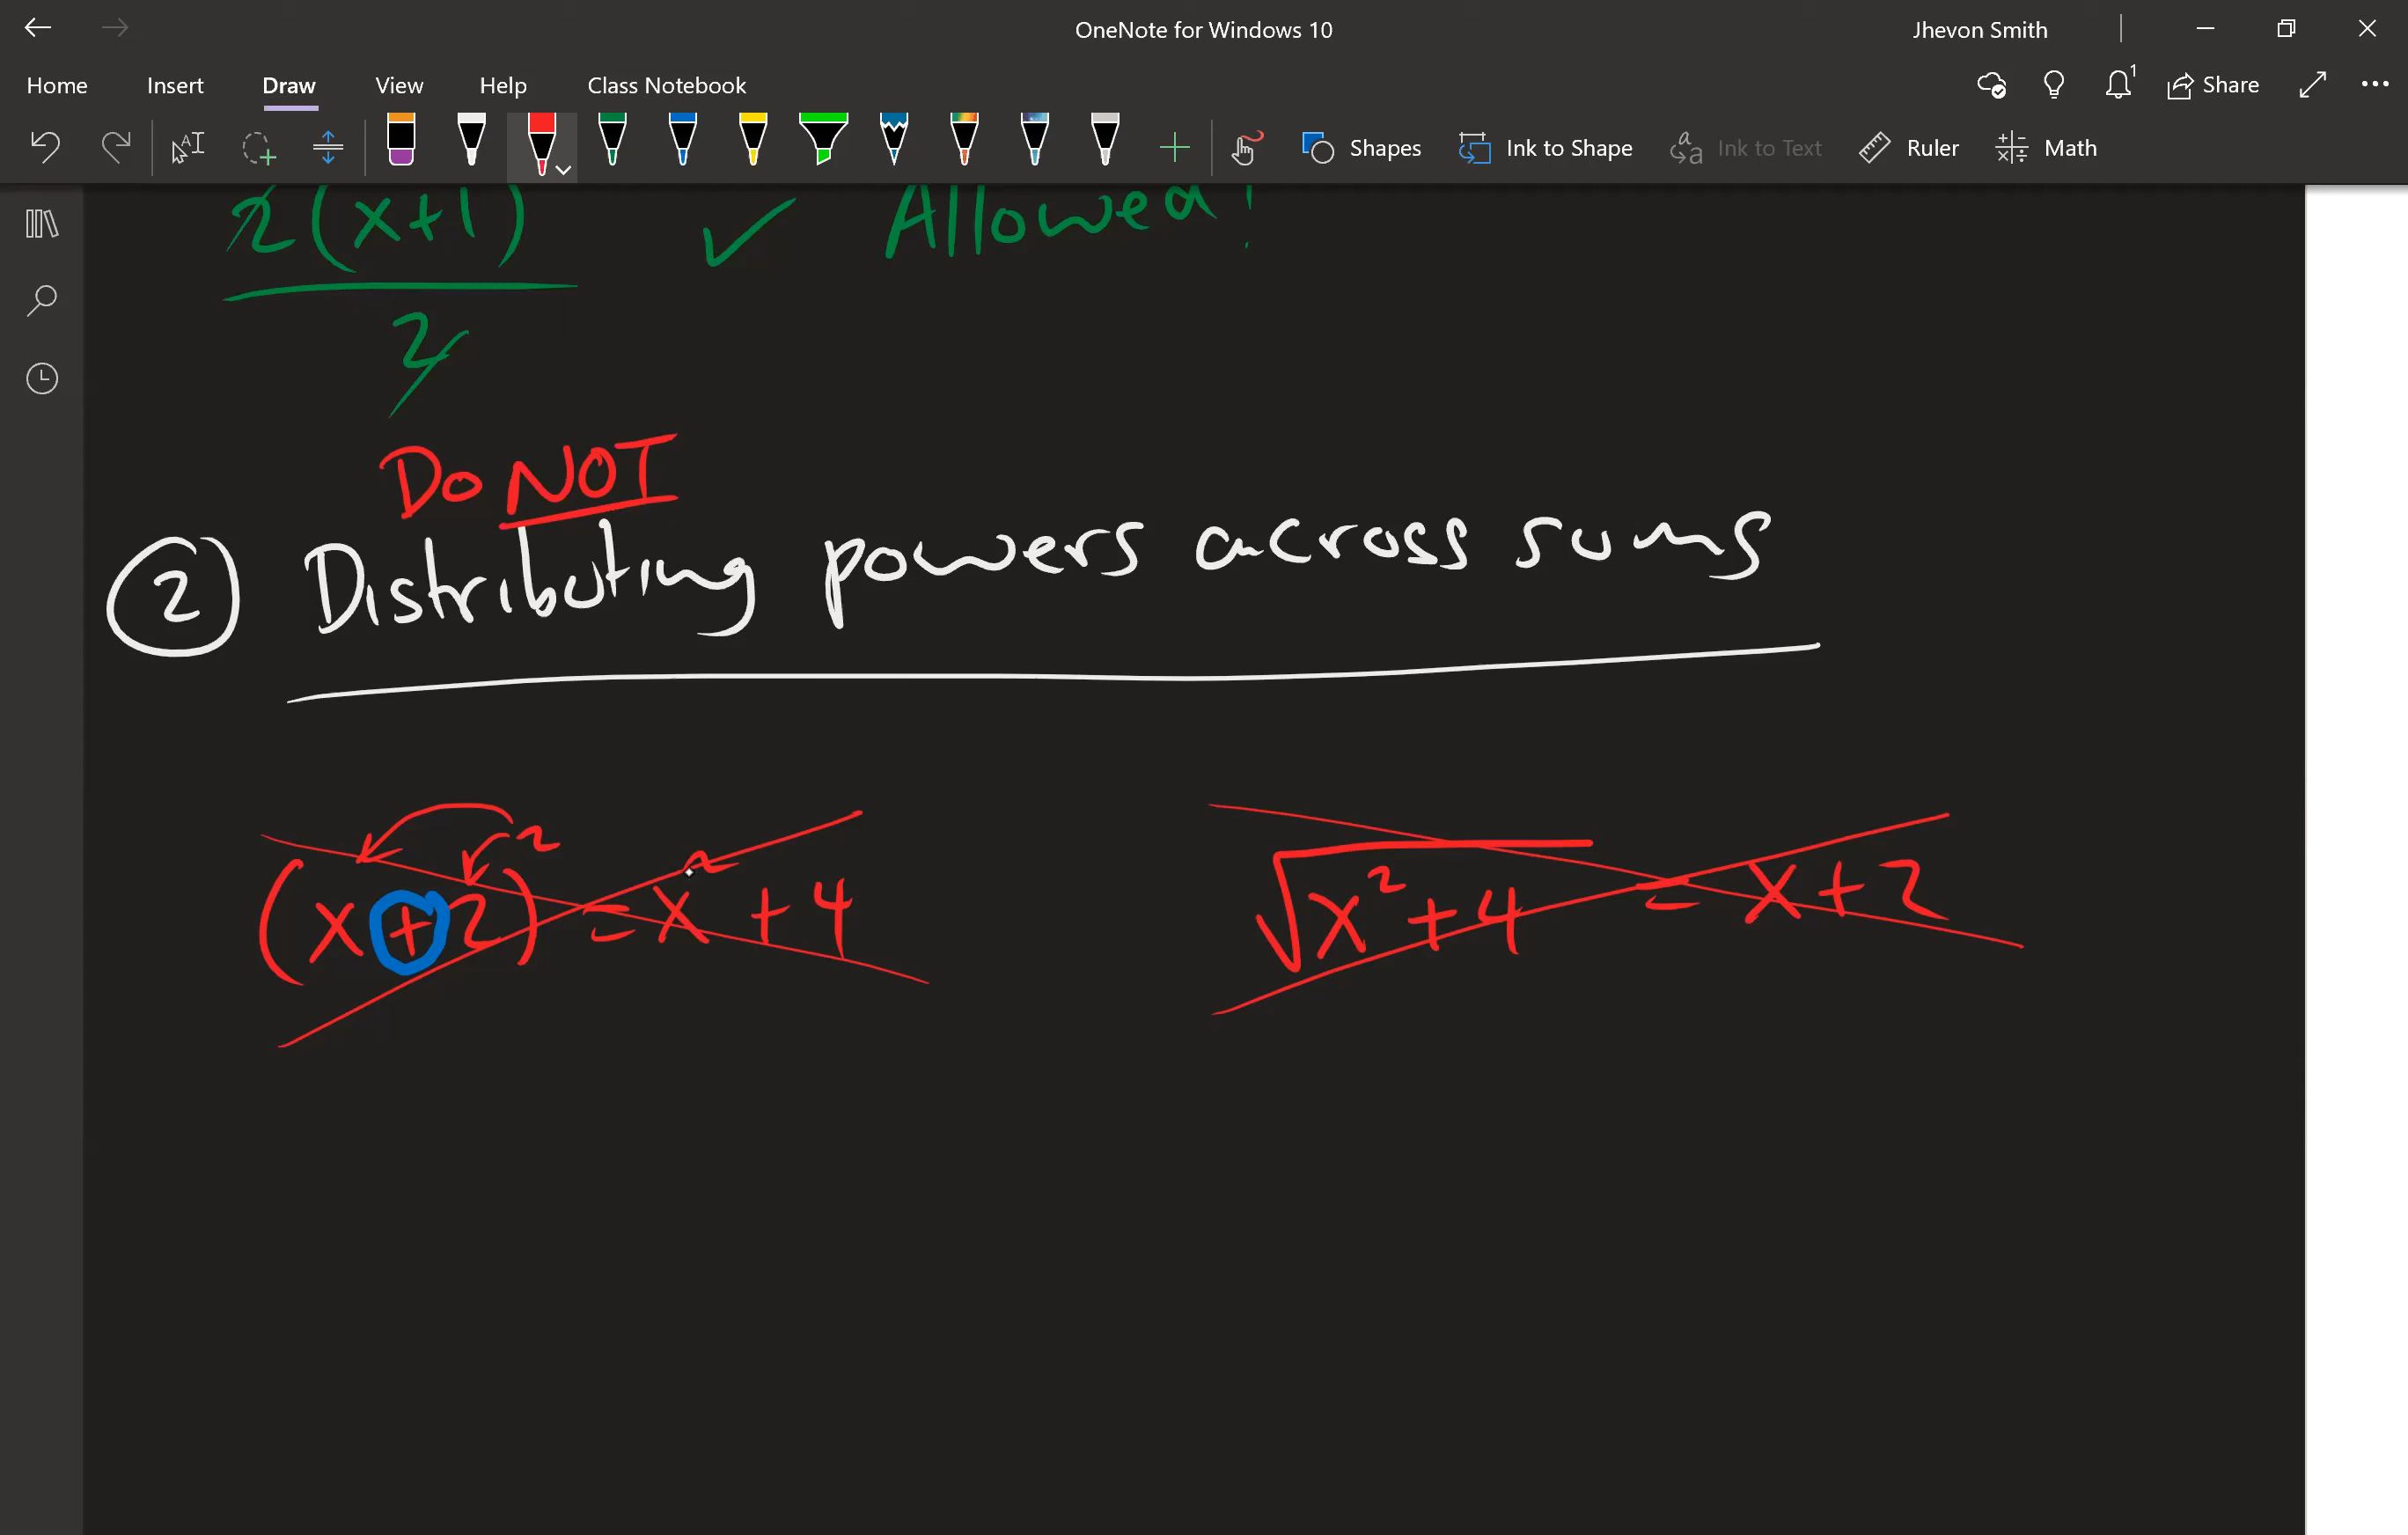 OneNote for Windows 10
Jhevon Smith
Home Insert Draw View Help Class Notebook
1 Share
Shapes Ink to Shape Ink to Text Ruler Math
2(x+1) ✓ Allowed!
2
Do NOT
② Distributing powers across sums
(x+2)² = x² + 4
√x²+4 = x+2